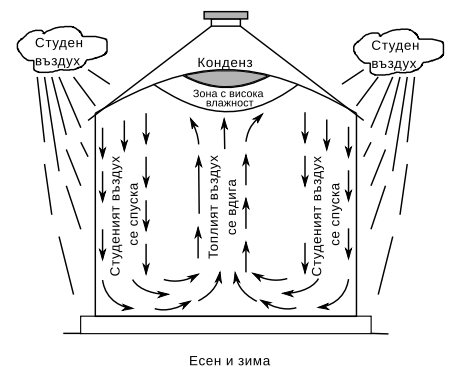 Студен
въздух
Студен
въздух
Конденз
Зона с висока
влажност
Студеният въздух
се спуска
Топлият въздух
се вдига
Студеният въздух
се спуска
Есен и зима